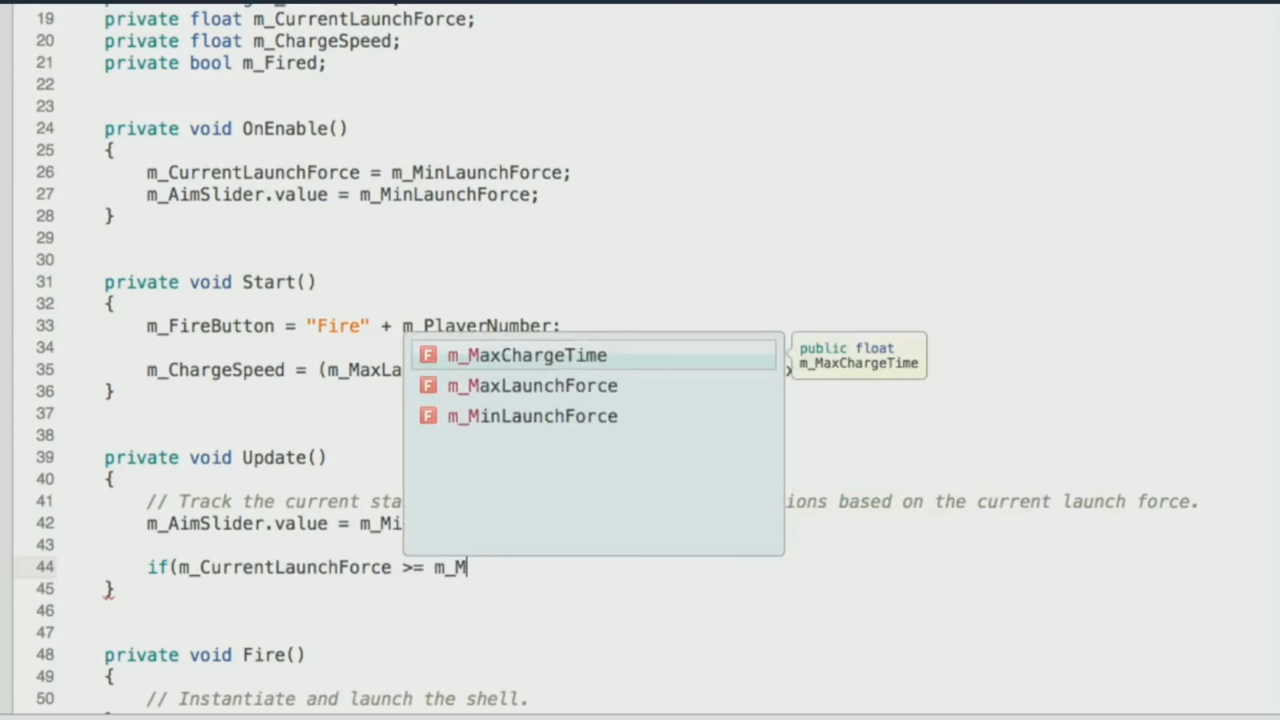 19 private float m_CurrentLaunchForce;
20 private float m_ChargeSpeed;
21 private bool m_Fired;
22
23
24 private void OnEnable()
25 {
26 m_CurrentLaunchForce = m_MinLaunchForce;
27 m_AimSlider.value = m_MinLaunchForce;
28 }
29
30
31 private void Start()
32 {
33 m_FireButton = "Fire" + m_PlayerNumber;
34
35 m_ChargeSpeed = (m_MaxLa
36 }
37
38
39 private void Update()
40 {
41 // Track the current sta ions based on the current launch force.
42 m_AimSlider.value = m_Mi
43
44 if(m_CurrentLaunchForce >= m_M
45 }
46
47
48 private void Fire()
49 {
50 // Instantiate and launch the shell.
F m_MaxChargeTime
F m_MaxLaunchForce
F m_MinLaunchForce
public float
m_MaxChargeTime